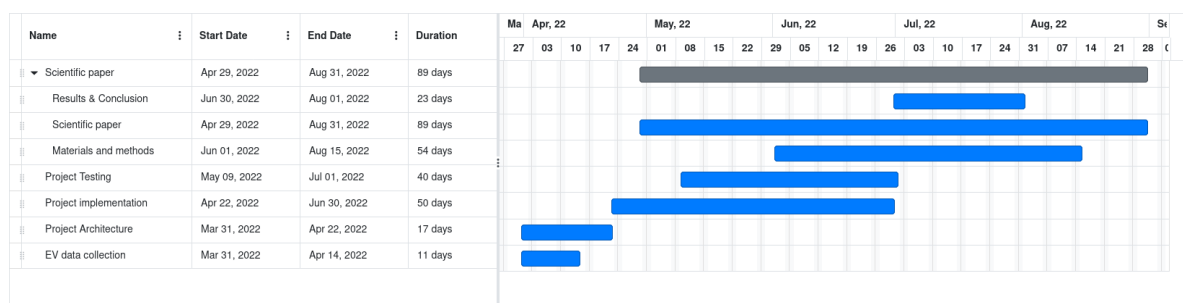 Name Start Date End Date Duration
Ma Apr, 22 May, 22 Jun, 22 Jul, 22 Aug, 22
27 03 10 17 24 01 08 15 22 29 05 12 19 26 03 10 17 24 31 07 14 21 28
Scientific paper Apr 29, 2022 Aug 31, 2022 89 days
Results & Conclusion Jun 30, 2022 Aug 01, 2022 23 days
Scientific paper Apr 29, 2022 Aug 31, 2022 89 days
Materials and methods Jun 01, 2022 Aug 15, 2022 54 days
Project Testing May 09, 2022 Jul 01, 2022 40 days
Project implementation Apr 22, 2022 Jun 30, 2022 50 days
Project Architecture Mar 31, 2022 Apr 22, 2022 17 days
EV data collection Mar 31, 2022 Apr 14, 2022 11 days